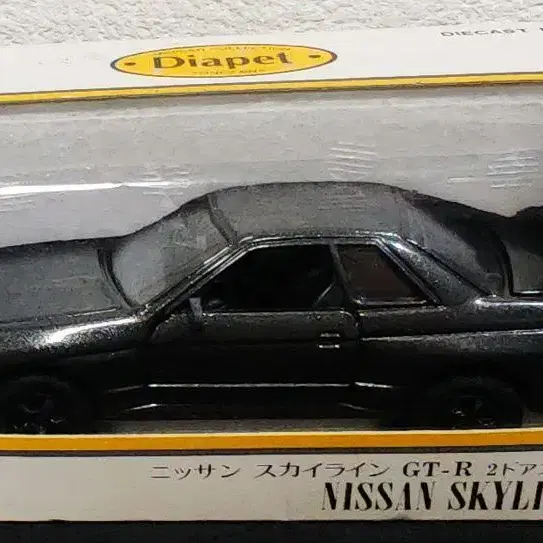 Diapet
DIECAST
ニッサン スカイライン GT-R 2ドア
NISSAN SKYLI